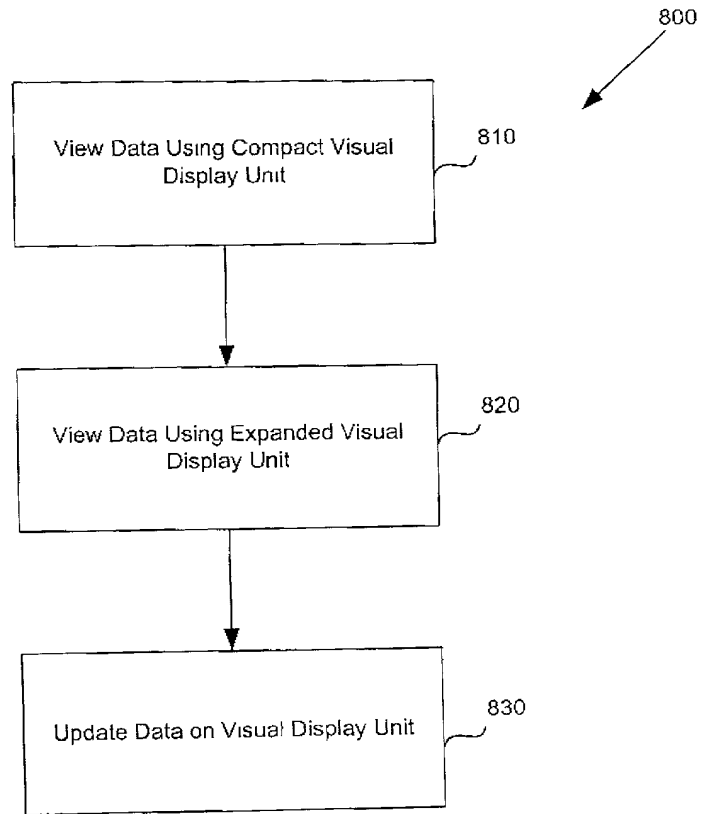 800
View Data Using Compact Visual
Display Unit
810
View Data Using Expanded Visual
Display Unit
820
Update Data on Visual Display Unit
830